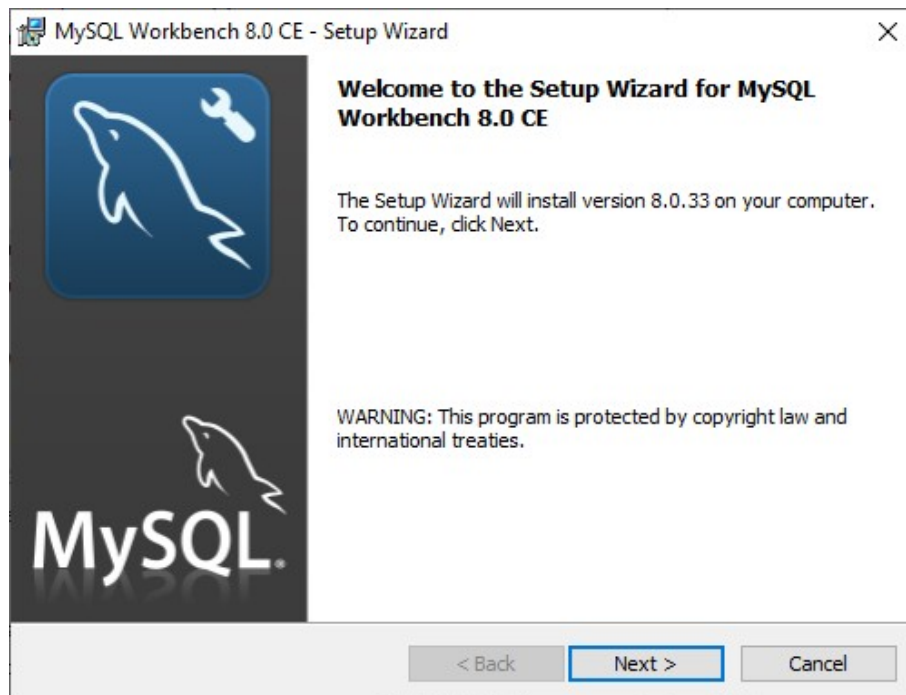 MySQL Workbench 8.0 CE - Setup Wizard
Welcome to the Setup Wizard for MySQL
Workbench 8.0 CE
The Setup Wizard will install version 8.0.33 on your computer.
To continue, click Next.
WARNING: This program is protected by copyright law and
international treaties.
MySQL®
< Back
Next >
Cancel